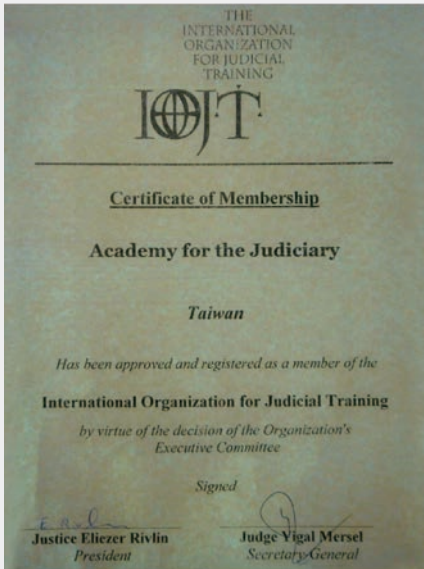 THE
INTERNATIONAL
ORGANIZATION
FOR JUDICIAL
TRAINING
IOJT
Certificate of Membership
Academy for the Judiciary
Taiwan
Has been approved and registered as a member of the
International Organization for Judicial Training
by virtue of the decision of the Organization's
Executive Committee
Signed
E. Rivlin
Justice Eliezer Rivlin
Judge Yigal Mersel
President
Secretary General